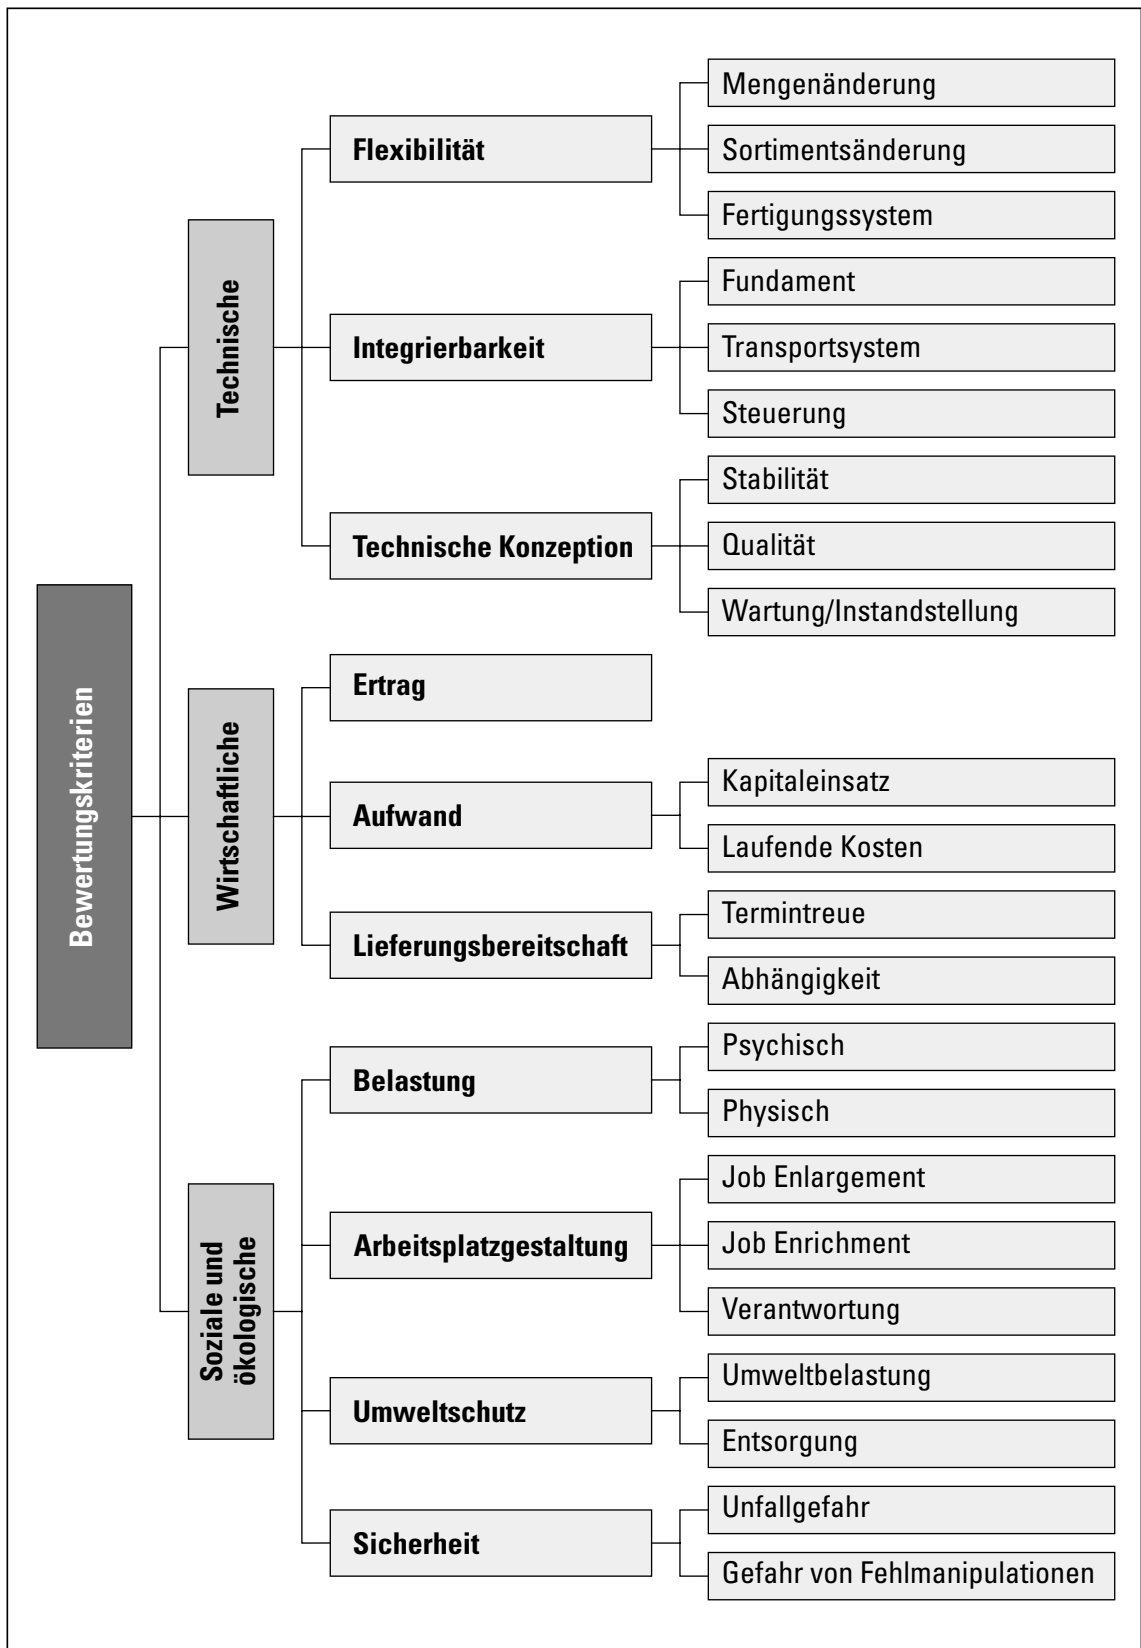 Bewertungskriterien
Technische
Flexibilität
Mengenänderung
Sortimentsänderung
Fertigungssystem
Integrierbarkeit
Fundament
Transportsystem
Steuerung
Technische Konzeption
Stabilität
Qualität
Wartung/Instandstellung
Wirtschaftliche
Ertrag
Aufwand
Kapitaleinsatz
Laufende Kosten
Lieferungsbereitschaft
Termintreue
Abhängigkeit
Soziale und
ökologische
Belastung
Psychisch
Physisch
Arbeitsplatzgestaltung
Job Enlargement
Job Enrichment
Verantwortung
Umweltschutz
Umweltbelastung
Entsorgung
Sicherheit
Unfallgefahr
Gefahr von Fehlmanipulationen